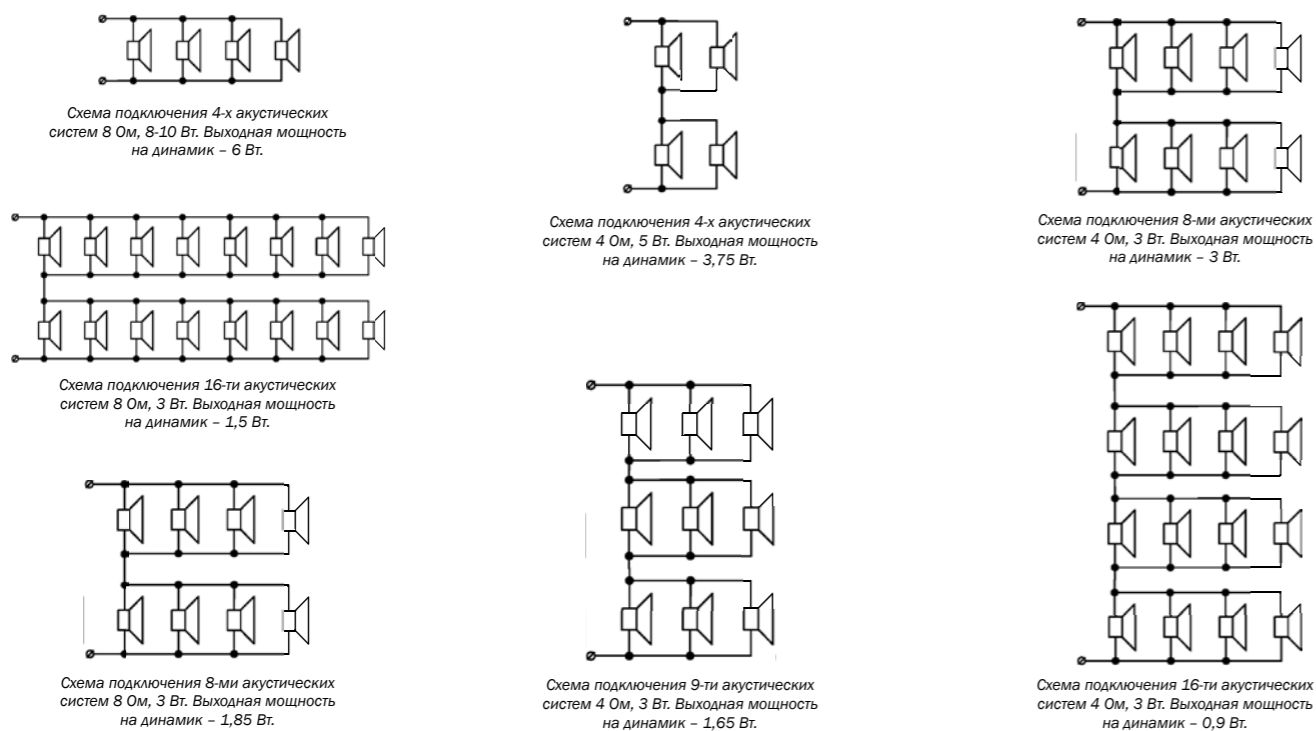 Схема подключения 4-х акустических
систем 8 Ом, 8-10 Вт. Выходная мощность
на динамик – 6 Вт.
Схема подключения 16-ти акустических
систем 8 Ом, 3 Вт. Выходная мощность
на динамик – 1,5 Вт.
Схема подключения 8-ми акустических
систем 8 Ом, 3 Вт. Выходная мощность
на динамик – 1,85 Вт.
Схема подключения 4-х акустических
систем 4 Ом, 5 Вт. Выходная мощность
на динамик – 3,75 Вт.
Схема подключения 9-ти акустических
систем 4 Ом, 3 Вт. Выходная мощность
на динамик – 1,65 Вт.
Схема подключения 8-ми акустических
систем 4 Ом, 3 Вт. Выходная мощность
на динамик – 3 Вт.
Схема подключения 16-ти акустических
систем 4 Ом, 3 Вт. Выходная мощность
на динамик – 0,9 Вт.